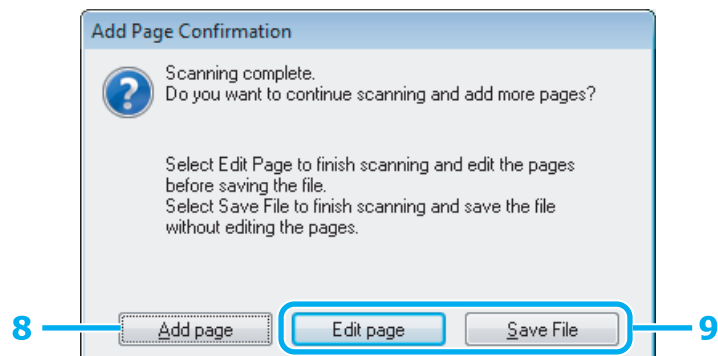 Add Page Confirmation
Scanning complete.
Do you want to continue scanning and add more pages?
Select Edit Page to finish scanning and edit the pages
before saving the file.
Select Save File to finish scanning and save the file
without editing the pages.
8 Add page Edit page Save File 9